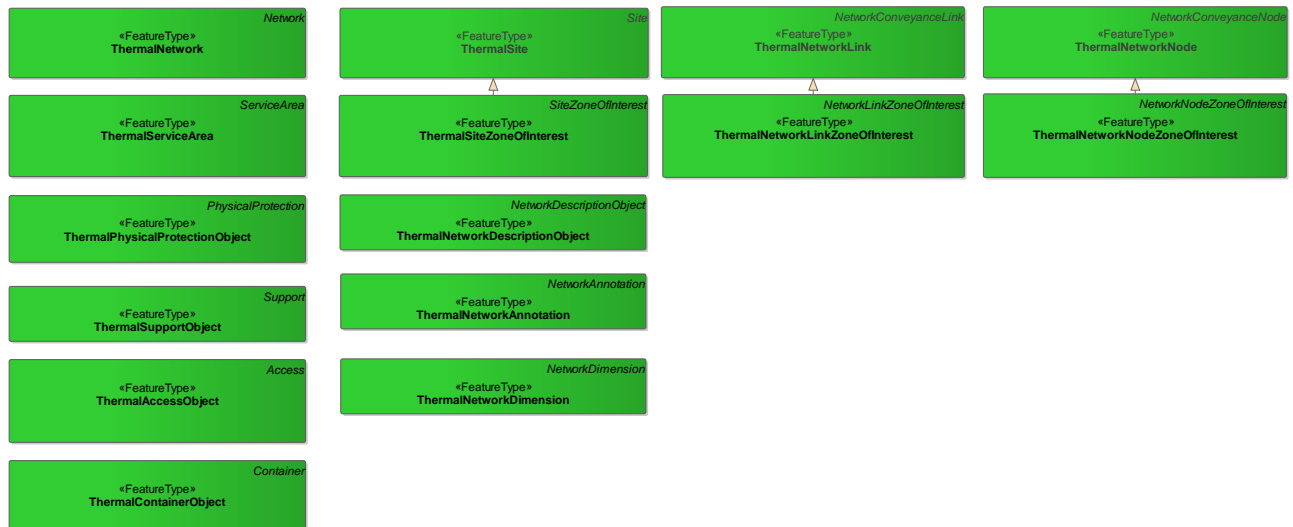 Network
«FeatureType»
ThermalNetwork
Site
«FeatureType»
ThermalSite
NetworkConveyanceLink
«FeatureType»
ThermalNetworkLink
NetworkConveyanceNode
«FeatureType»
ThermalNetworkNode
ServiceArea
«FeatureType»
ThermalServiceArea
SiteZoneOfInterest
«FeatureType»
ThermalSiteZoneOfInterest
NetworkLinkZoneOfInterest
«FeatureType»
ThermalNetworkLinkZoneOfInterest
NetworkNodeZoneOfInterest
«FeatureType»
ThermalNetworkNodeZoneOfInterest
PhysicalProtection
«FeatureType»
ThermalPhysicalProtectionObject
NetworkDescriptionObject
«FeatureType»
ThermalNetworkDescriptionObject
Support
«FeatureType»
ThermalSupportObject
NetworkAnnotation
«FeatureType»
ThermalNetworkAnnotation
Access
«FeatureType»
ThermalAccessObject
NetworkDimension
«FeatureType»
ThermalNetworkDimension
Container
«FeatureType»
ThermalContainerObject